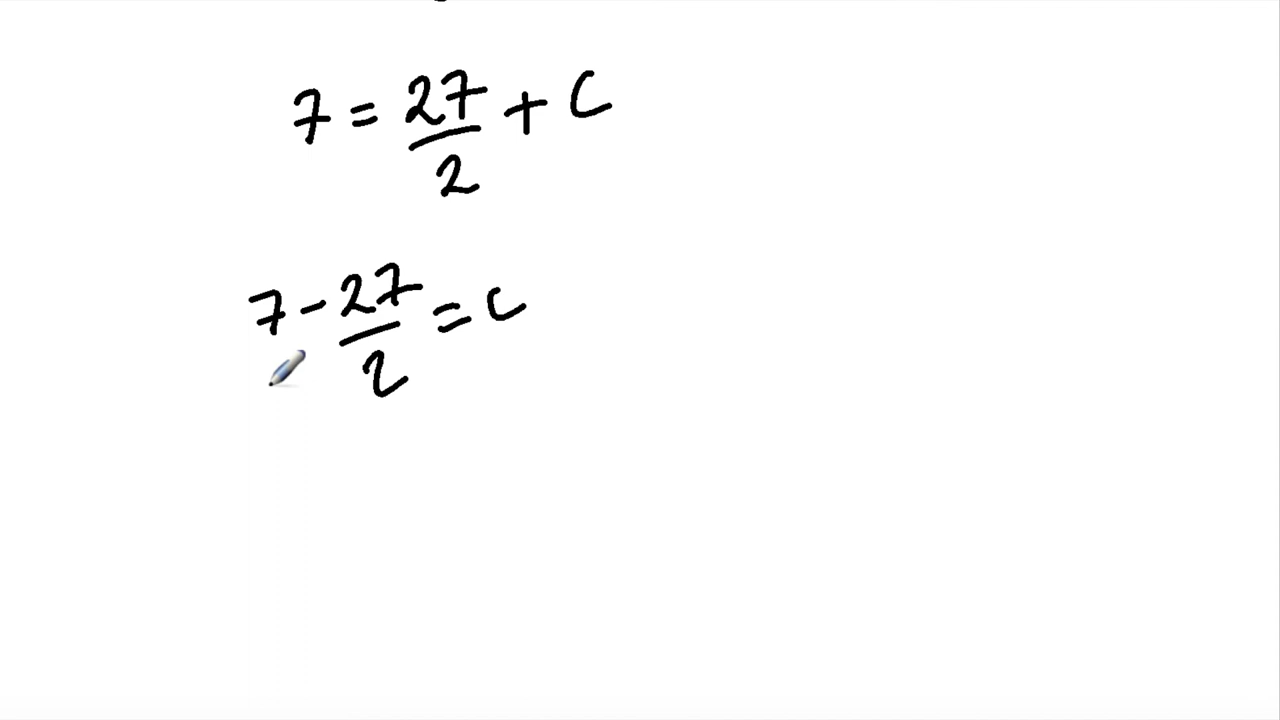 7 = 27/2 + C
7 - 27/2 = C